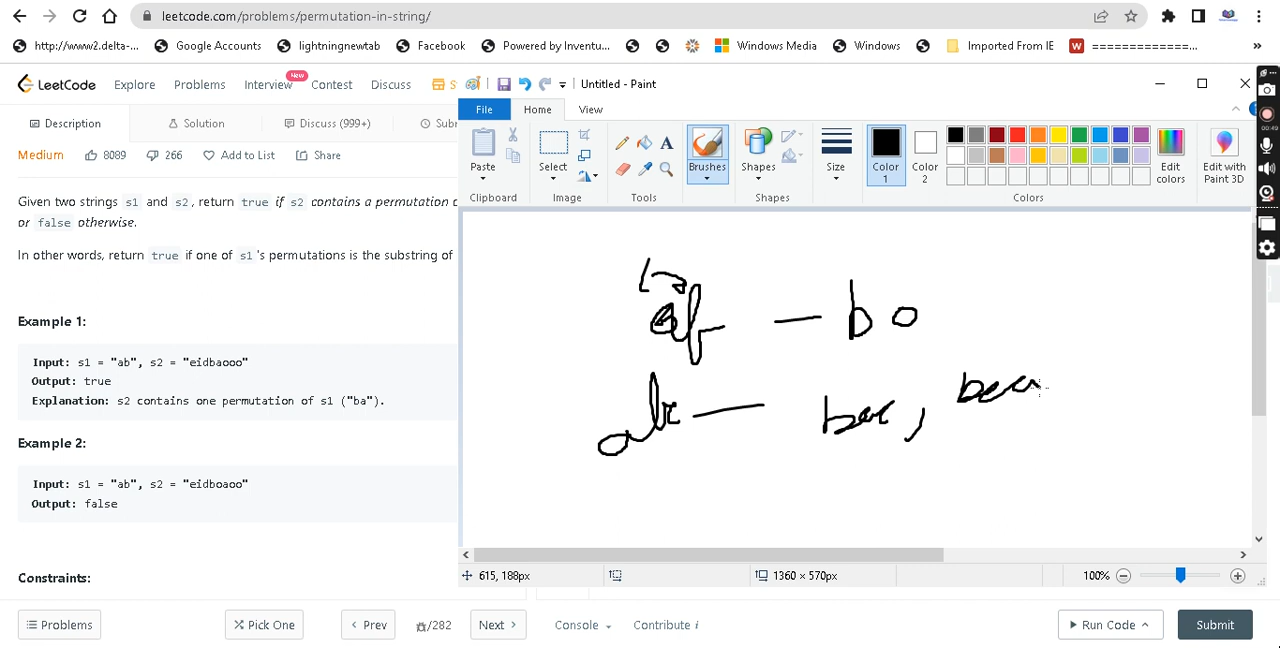 leetcode.com/problems/permutation-in-string/
http://www2.delta-... Google Accounts lightningnewtab Facebook Powered by Inventu... Windows Media Windows Imported From IE ==============...
LeetCode Explore Problems Interview New Contest Discuss S
Untitled - Paint
File Home View
Description Solution Discuss (999+) Sub
Medium 8089 266 Add to List Share
Paste Select Brushes Shapes Size Color 1 Color 2 Edit colors Edit with Paint 3D
Clipboard Image Tools Shapes Colors
00:49
Given two strings s1 and s2, return true if s2 contains a permutation
or false otherwise.
In other words, return true if one of s1's permutations is the substring of
Example 1:
Input: s1 = "ab", s2 = "eidbaooo"
Output: true
Explanation: s2 contains one permutation of s1 ("ba").
Example 2:
Input: s1 = "ab", s2 = "eidboaoo"
Output: false
Constraints:
615, 188px 1360 × 570px 100%
Problems Pick One Prev /282 Next Console Contribute i Run Code Submit